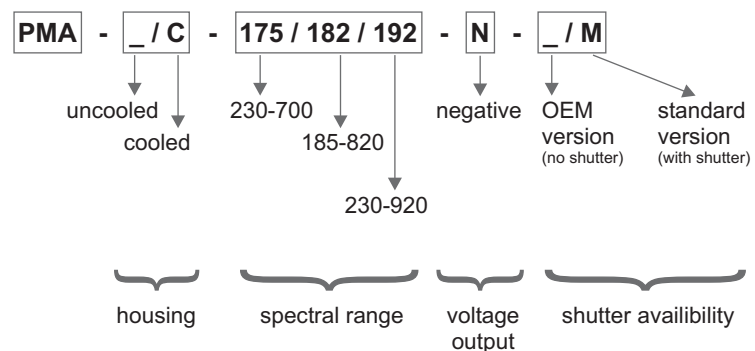 PMA - _ / C - 175 / 182 / 192 - N - _ / M
uncooled 230-700 negative OEM standard
cooled 185-820 version version
(no shutter) (with shutter)
230-920
housing spectral range voltage shutter availibility
output